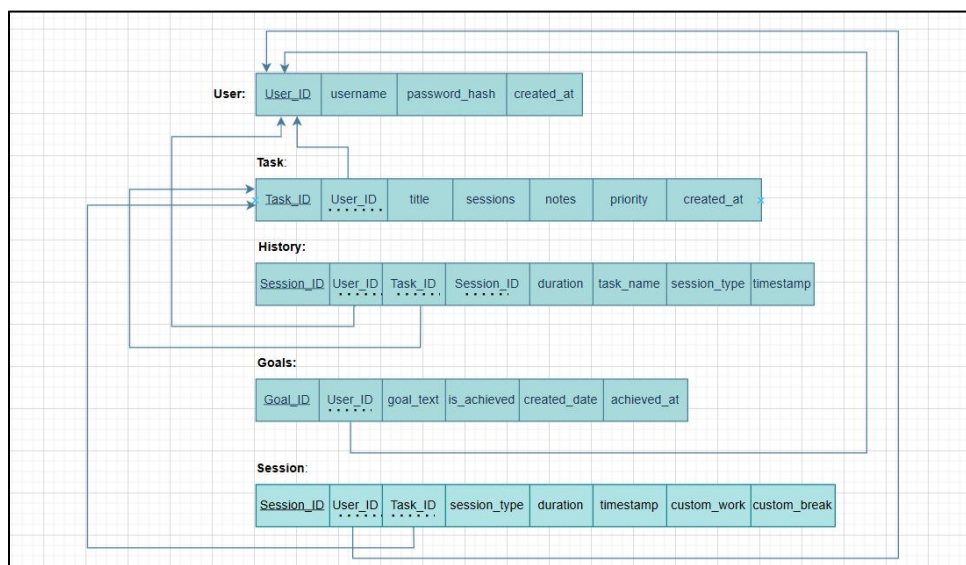 User: User_ID username password_hash created_at
Task:
Task_ID User_ID title sessions notes priority created_at
History:
Session_ID User_ID Task_ID Session_ID duration task_name session_type timestamp
Goals:
Goal_ID User_ID goal_text is_achieved created_date achieved_at
Session:
Session_ID User_ID Task_ID session_type duration timestamp custom_work custom_break